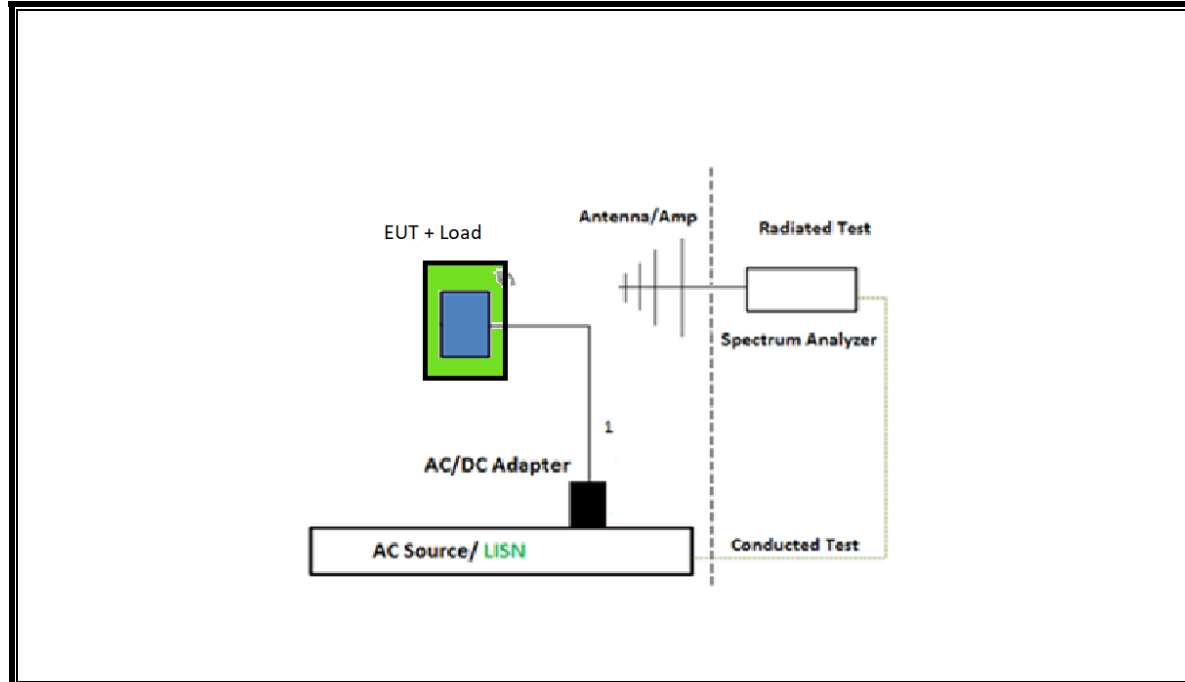 Antenna/Amp
Radiated Test
EUT + Load
Spectrum Analyzer
1
AC/DC Adapter
Conducted Test
AC Source/ LISN